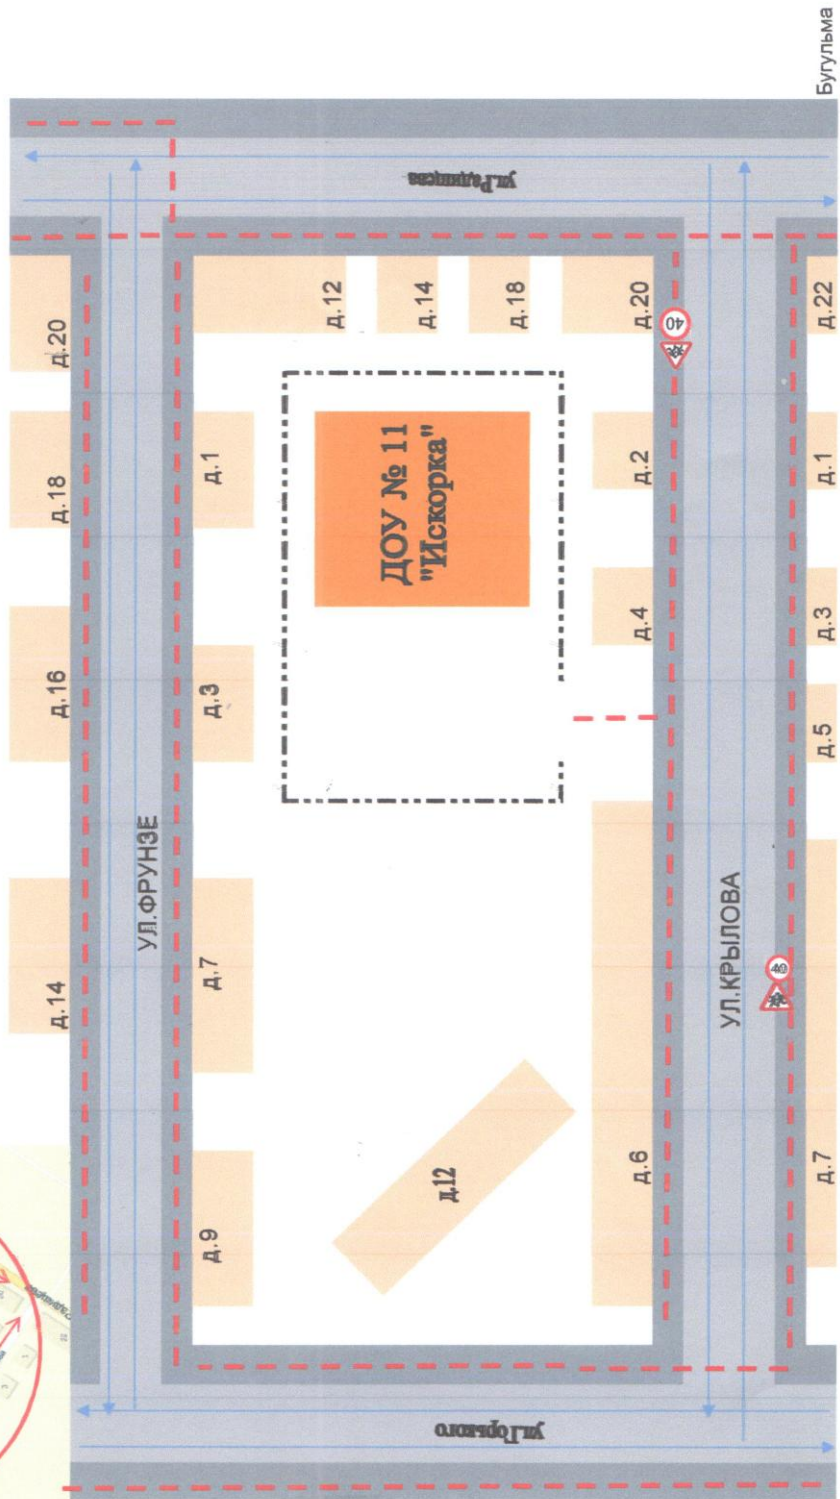 Бугульма
ул.Радищева
д.20
д.18
д.16
д.14
УЛ.ФРУНЗЕ
д.12
д.14
д.18
д.20
д.1
д.3
д.7
д.9
ДОУ № 11
"Искорка"
д.2
д.4
д.6
д.12
40
УЛ.КРЫЛОВА
40
д.22
д.1
д.3
д.5
д.7
ул.Горького